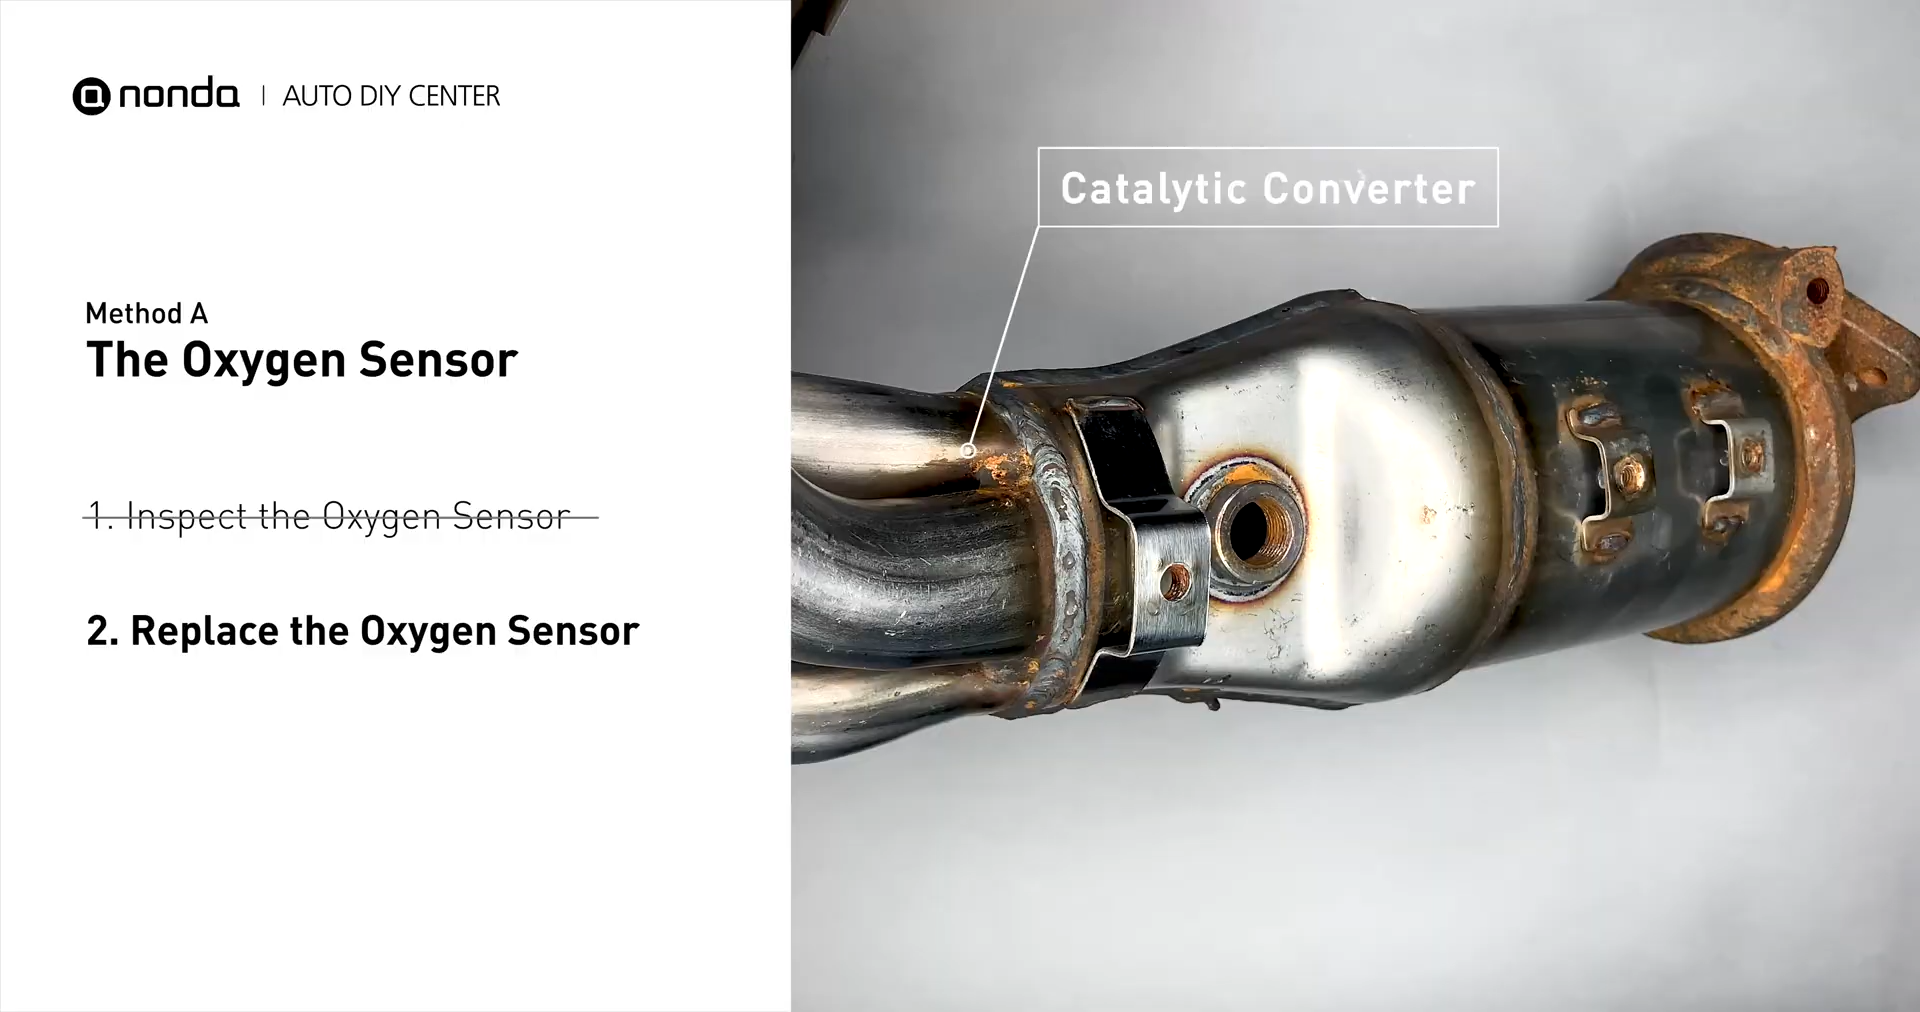 nonda | AUTO DIY CENTER
Catalytic Converter
Method A
The Oxygen Sensor
1. Inspect the Oxygen Sensor
2. Replace the Oxygen Sensor